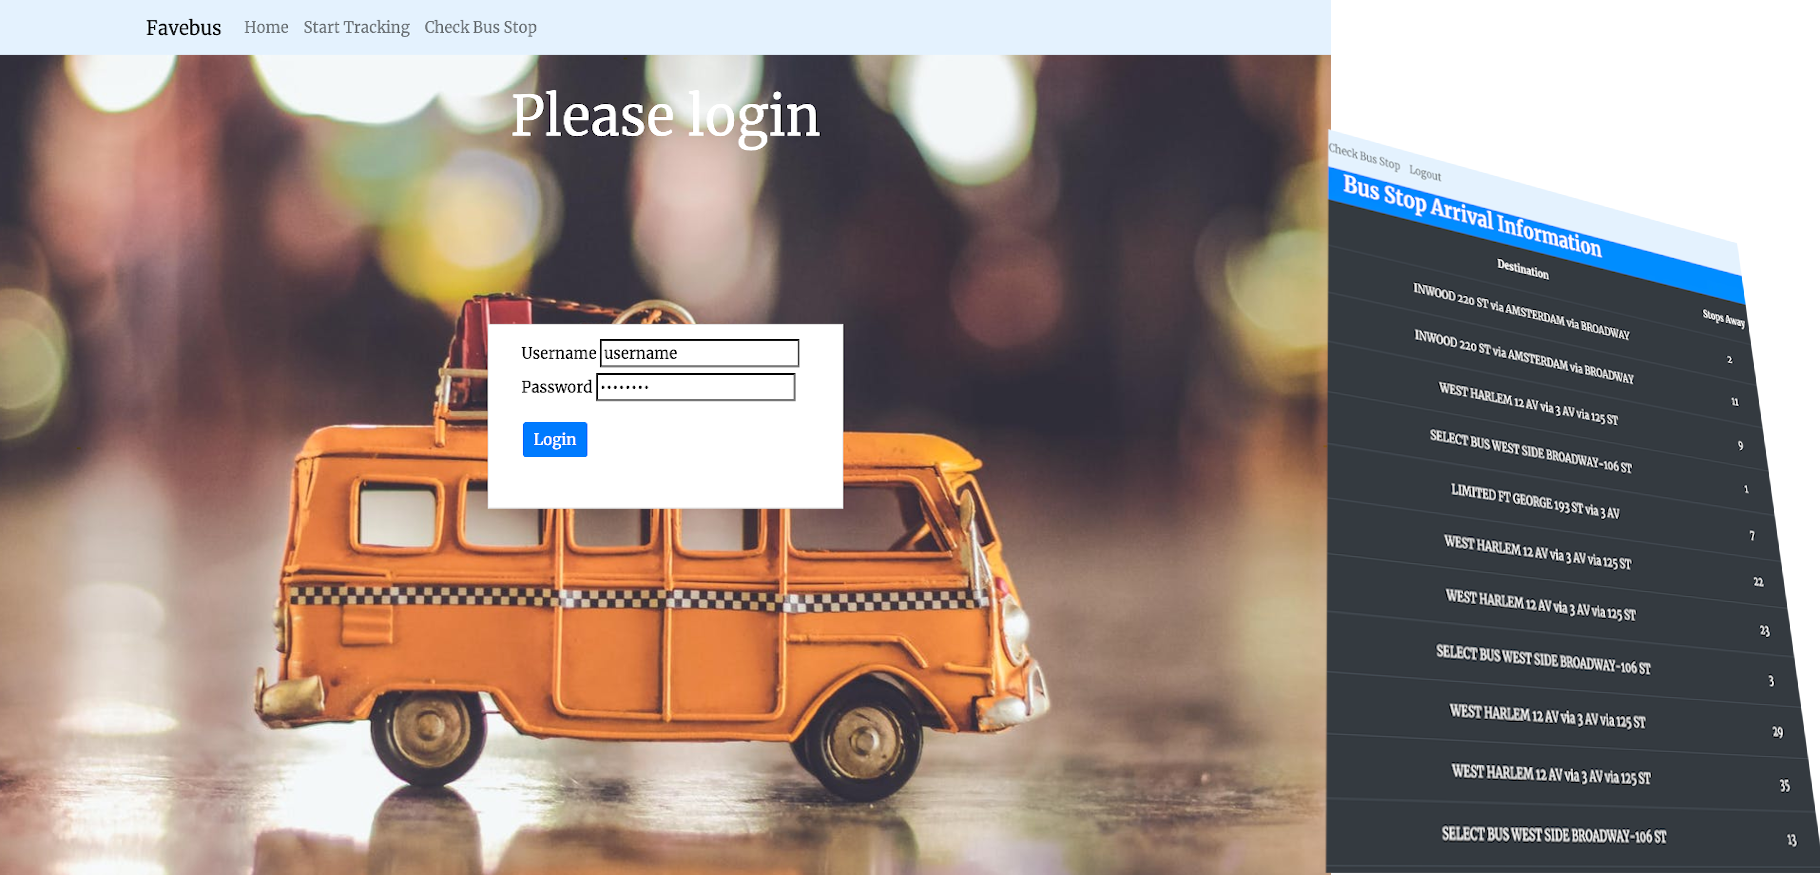 Favebus Home Start Tracking Check Bus Stop
Please login
Username username
Password ••••••••
Login
Check Bus Stop Logout
Bus Stop Arrival Information
Destination Stops Away
INWOOD 220 ST via AMSTERDAM via BROADWAY 2
INWOOD 220 ST via AMSTERDAM via BROADWAY 11
WEST HARLEM 12 AV via 3 AV via 125 ST 9
SELECT BUS WEST SIDE BROADWAY-106 ST 1
LIMITED FT GEORGE 193 ST via 3 AV 7
WEST HARLEM 12 AV via 3 AV via 125 ST 22
WEST HARLEM 12 AV via 3 AV via 125 ST 23
SELECT BUS WEST SIDE BROADWAY-106 ST 3
WEST HARLEM 12 AV via 3 AV via 125 ST 29
WEST HARLEM 12 AV via 3 AV via 125 ST 35
SELECT BUS WEST SIDE BROADWAY-106 ST 13